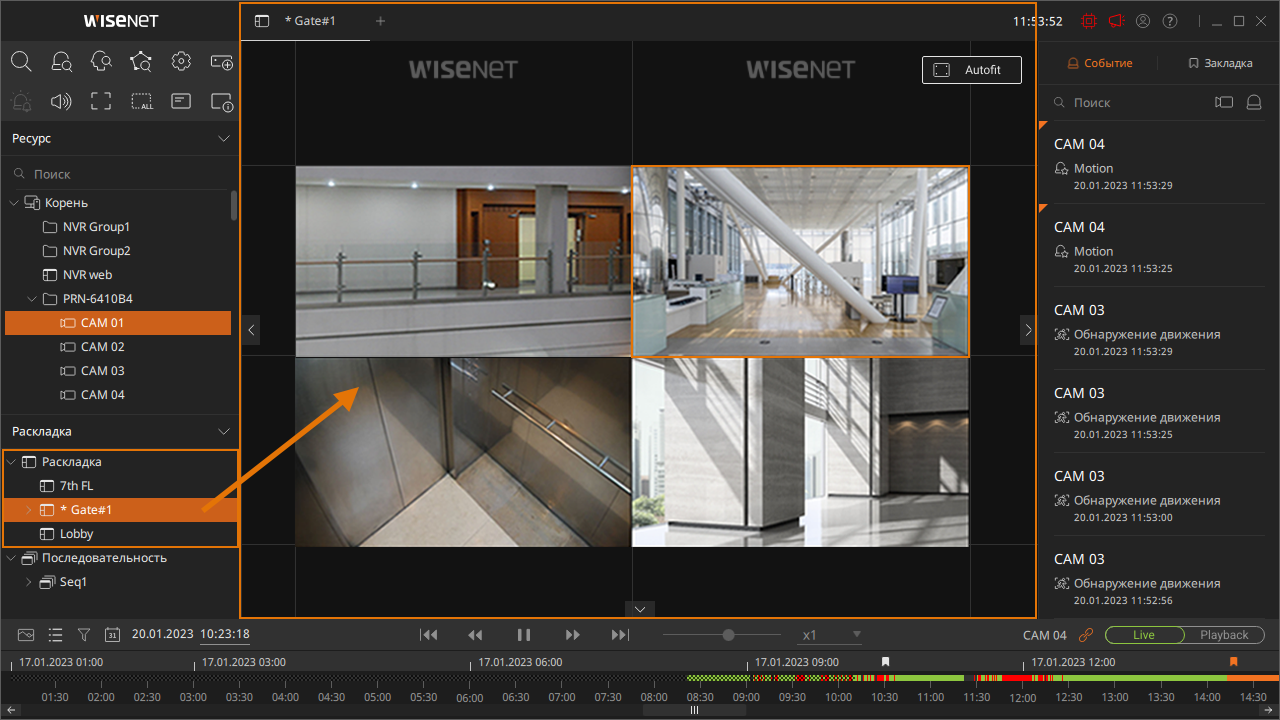 WISENET
* Gate#1
+
11:53:52
WISENET
WISENET
Autofit
ALL
Ресурс
Поиск
Корень
NVR Group1
NVR Group2
NVR web
PRN-6410B4
CAM 01
CAM 02
CAM 03
CAM 04
Раскладка
Раскладка
7th FL
* Gate#1
Lobby
Последовательность
Seq1
Событие
Закладка
Поиск
CAM 04
Motion
20.01.2023 11:53:29
CAM 04
Motion
20.01.2023 11:53:25
CAM 03
Обнаружение движения
20.01.2023 11:53:29
CAM 03
Обнаружение движения
20.01.2023 11:53:25
CAM 03
Обнаружение движения
20.01.2023 11:53:00
CAM 03
Обнаружение движения
20.01.2023 11:52:56
31
20.01.2023 10:23:18
x1
CAM 04
Live
Playback
17.01.2023 01:00
17.01.2023 03:00
17.01.2023 06:00
17.01.2023 09:00
17.01.2023 12:00
01:30 02:00 02:30 03:00 03:30 04:00 04:30 05:00 05:30 06:00 06:30 07:00 07:30 08:00 08:30 09:00 09:30 10:00 10:30 11:00 11:30 12:00 12:30 13:00 13:30 14:00 14:30